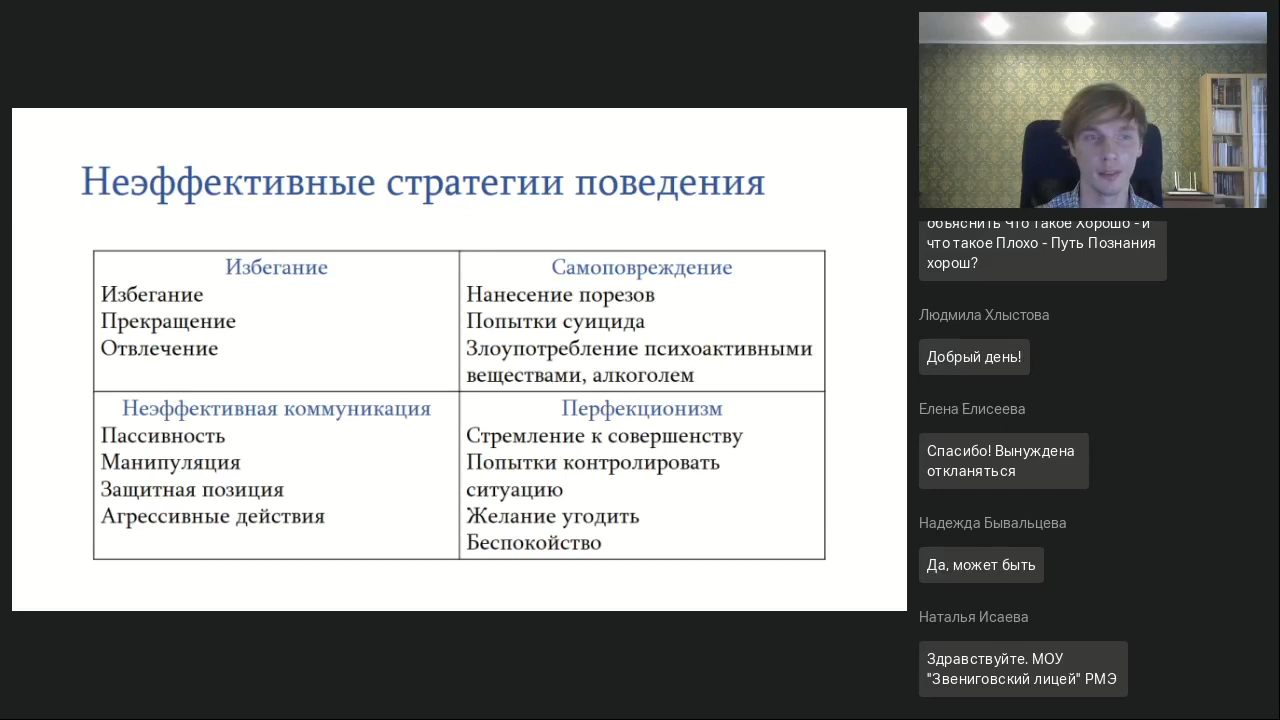 Неэффективные стратегии поведения
Избегание
Избегание
Прекращение
Отвлечение
Самоповреждение
Нанесение порезов
Попытки суицида
Злоупотребление психоактивными
веществами, алкоголем
Неэффективная коммуникация
Пассивность
Манипуляция
Защитная позиция
Агрессивные действия
Перфекционизм
Стремление к совершенству
Попытки контролировать
ситуацию
Желание угодить
Беспокойство
объяснить Что такое Хорошо - и
что такое Плохо - Путь Познания
хорош?
Людмила Хлыстова
Добрый день!
Елена Елисеева
Спасибо! Вынуждена
откланяться
Надежда Бывальцева
Да, может быть
Наталья Исаева
Здравствуйте. МОУ
"Звениговский лицей" РМЭ